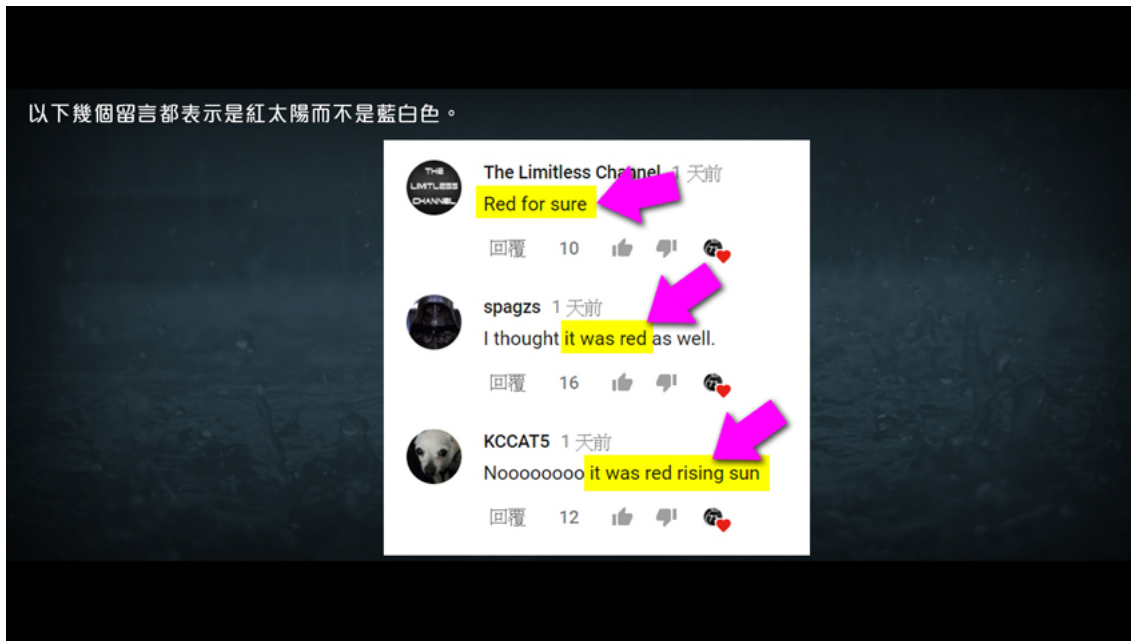 以下幾個留言都表示是紅太陽而不是藍白色。
THE
LIMITLESS
CHANNEL
The Limitless Channel 1 天前
Red for sure
回覆 10
spagzs 1 天前
I thought it was red as well.
回覆 16
KCCAT5 1 天前
Noooooooo it was red rising sun
回覆 12